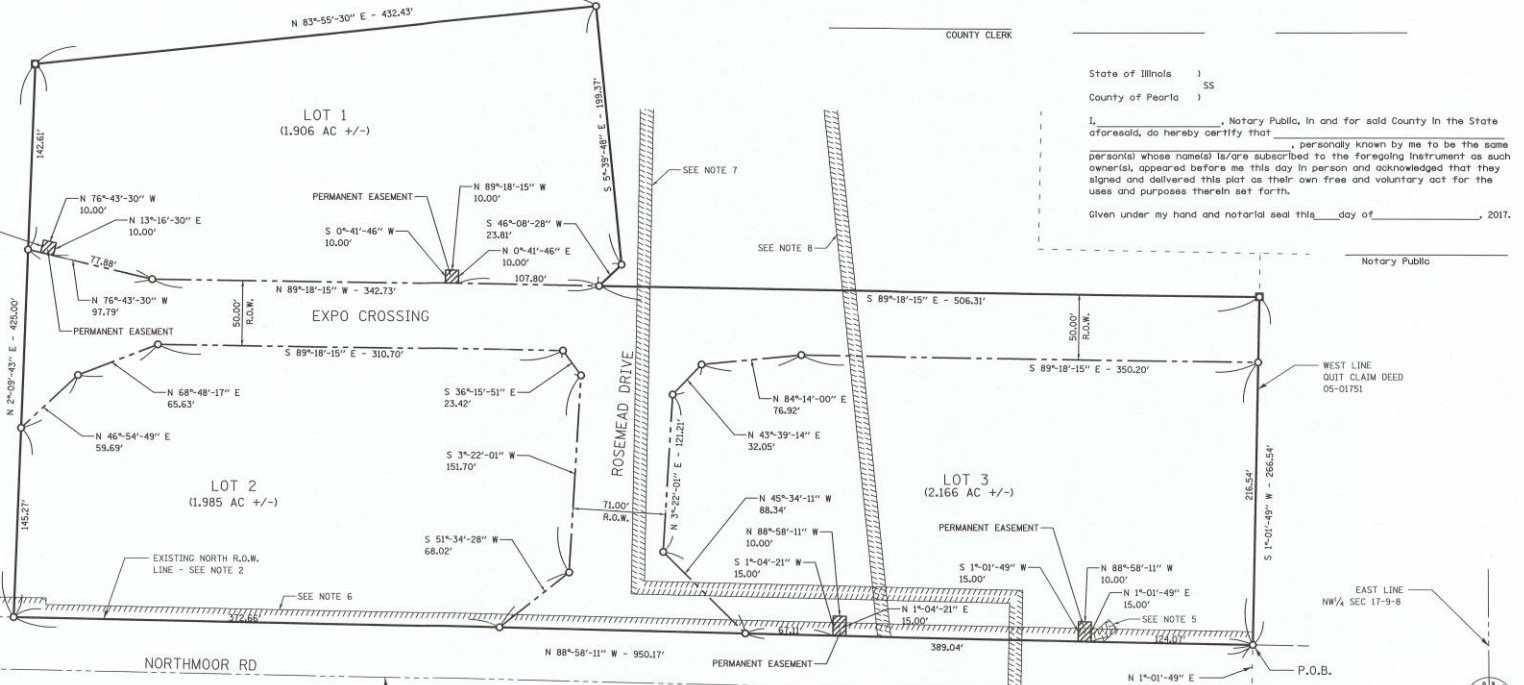 N 83°-55'-30" E - 432.43'
COUNTY CLERK
State of Illinois )
SS
County of Peoria )
I, , Notary Public, in and for said County in the State
aforesaid, do hereby certify that
, personally known by me to be the same
person(s) whose name(s) is/are subscribed to the foregoing instrument as such
owner(s), appeared before me this day in person and acknowledged that they
signed and delivered this plat as their own free and voluntary act for the
uses and purposes therein set forth.
Given under my hand and notarial seal this day of , 2017.
Notary Public
LOT 1
(1.906 AC +/-)
142.61'
S 5°-39'-48" E - 199.37'
SEE NOTE 7
N 76°-43'-30" W
10.00'
N 13°-16'-30" E
10.00'
PERMANENT EASEMENT
N 89°-18'-15" W
10.00'
S 0°-41'-46" W
10.00'
S 46°-08'-28" W
23.81'
N 0°-41'-46" E
10.00'
SEE NOTE 8
77.88'
107.80'
N 76°-43'-30" W
97.79'
N 89°-18'-15" W - 342.73'
S 89°-18'-15" E - 506.31'
PERMANENT EASEMENT
50.00'
R.O.W.
EXPO CROSSING
50.00'
R.O.W.
N 2°-09'-43" E - 425.00'
S 89°-18'-15" E - 310.70'
S 89°-18'-15" E - 350.20'
WEST LINE
QUIT CLAIM DEED
05-01751
N 68°-48'-17" E
65.63'
S 36°-15'-51" E
23.42'
ROSEMEAD DRIVE
N 84°-14'-00" E
76.92'
N 46°-54'-49" E
59.69'
N 43°-39'-14" E
32.05'
S 3°-22'-01" W
151.70'
N 3°-22'-01" E - 121.21'
LOT 2
(1.985 AC +/-)
LOT 3
(2.166 AC +/-)
145.27'
216.54'
S 1°-01'-49" W - 266.54'
71.00'
R.O.W.
N 45°-34'-11" W
88.34'
S 51°-34'-28" W
68.02'
N 88°-58'-11" W
10.00'
PERMANENT EASEMENT
EXISTING NORTH R.O.W.
LINE - SEE NOTE 2
S 1°-04'-21" W
15.00'
S 1°-01'-49" W
15.00'
N 88°-58'-11" W
10.00'
N 1°-01'-49" E
15.00'
EAST LINE
NW¼ SEC 17-9-8
SEE NOTE 6
N 1°-04'-21" E
15.00'
SEE NOTE 5
372.66'
67.11
389.04'
124.07'
N 88°-58'-11" W - 950.17'
NORTHMOOR RD
PERMANENT EASEMENT
P.O.B.
N 1°-01'-49" E